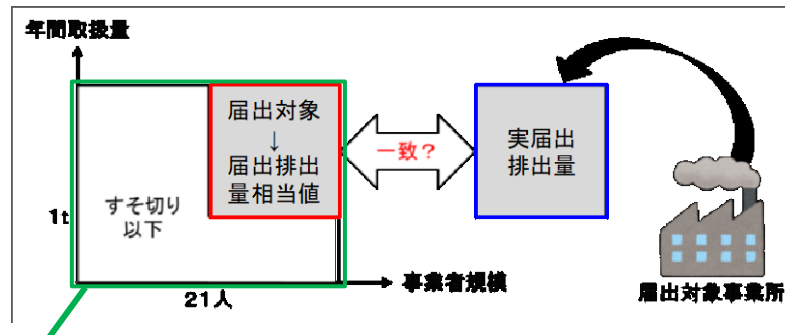 年間取扱量
届出対象
↓
届出排出
量相当値
一致？
実届出
排出量
すそ切り
以下
1t
21人
事業者規模
届出対象事業所